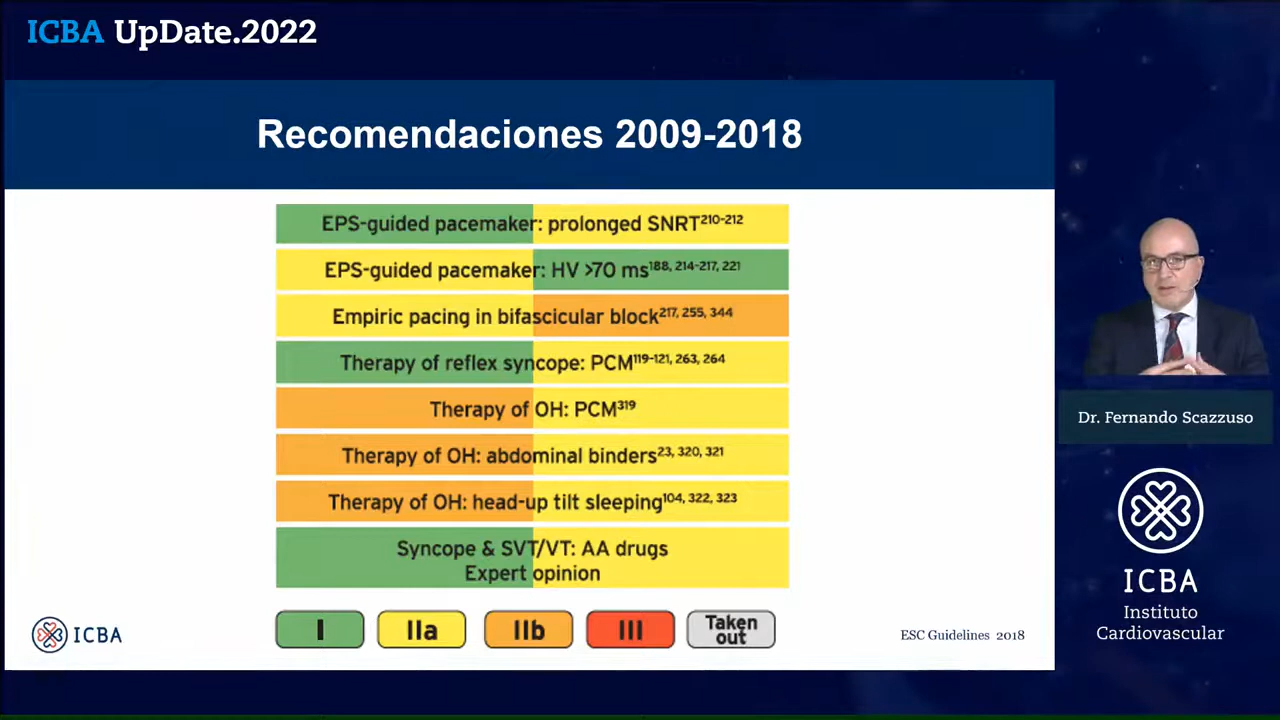 ICBA UpDate.2022
Recomendaciones 2009-2018
EPS-guided pacemaker: prolonged SNRT210-212
EPS-guided pacemaker: HV >70 ms188, 214-217, 221
Empiric pacing in bifascicular block217, 255, 344
Therapy of reflex syncope: PCM119-121, 263, 264
Therapy of OH: PCM319
Therapy of OH: abdominal binders23, 320, 321
Therapy of OH: head-up tilt sleeping104, 322, 323
Syncope & SVT/VT: AA drugs
Expert opinion
I IIa IIb III Taken
out
ICBA
ESC Guidelines 2018
Dr. Fernando Scazzuso
ICBA
Instituto
Cardiovascular